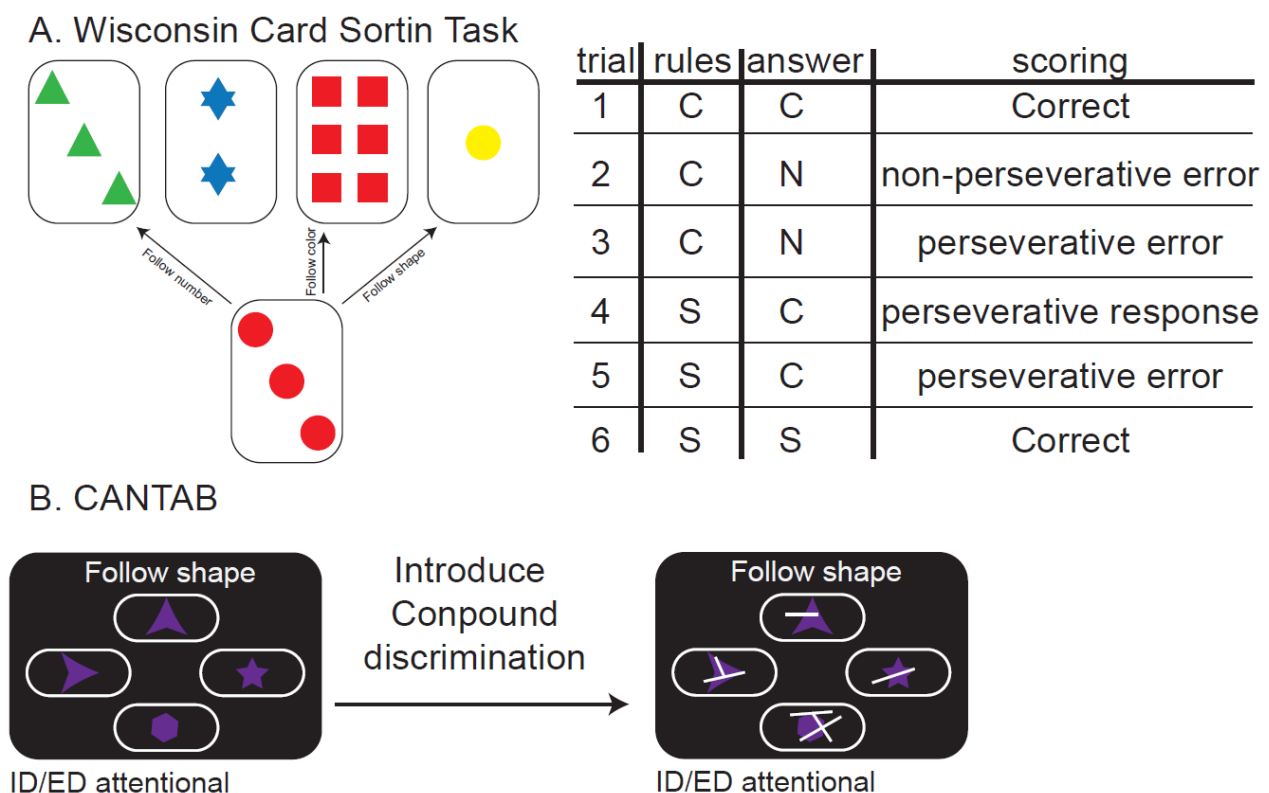 A. Wisconsin Card Sortin Task
Follow number
Follow color
Follow shape
trial rules answer scoring
1 C C Correct
2 C N non-perseverative error
3 C N perseverative error
4 S C perseverative response
5 S C perseverative error
6 S S Correct
B. CANTAB
Follow shape
ID/ED attentional
Introduce
Conpound
discrimination
Follow shape
ID/ED attentional